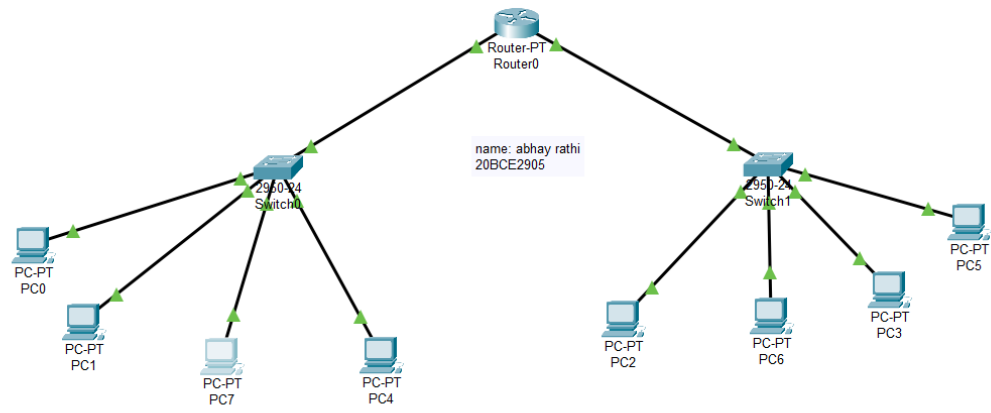 Router-PT
Router0
name: abhay rathi
20BCE2905
2950-24
Switch0
2950-24
Switch1
PC-PT
PC0
PC-PT
PC1
PC-PT
PC7
PC-PT
PC4
PC-PT
PC2
PC-PT
PC6
PC-PT
PC3
PC-PT
PC5